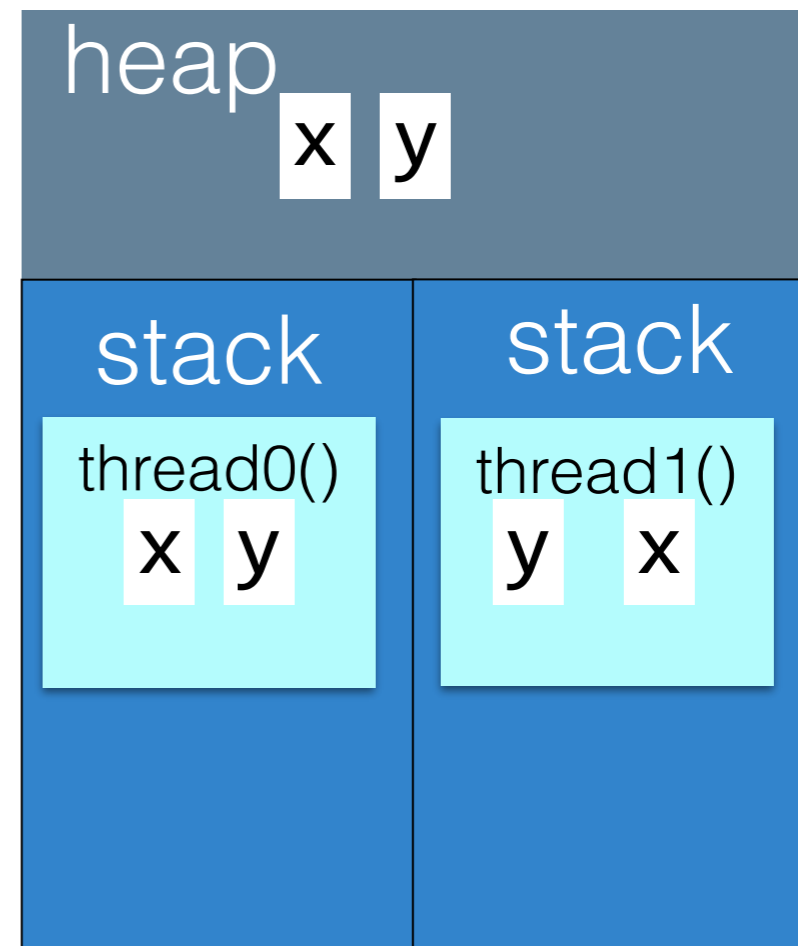 heap
x y
stack
thread0()
x y
stack
thread1()
y x